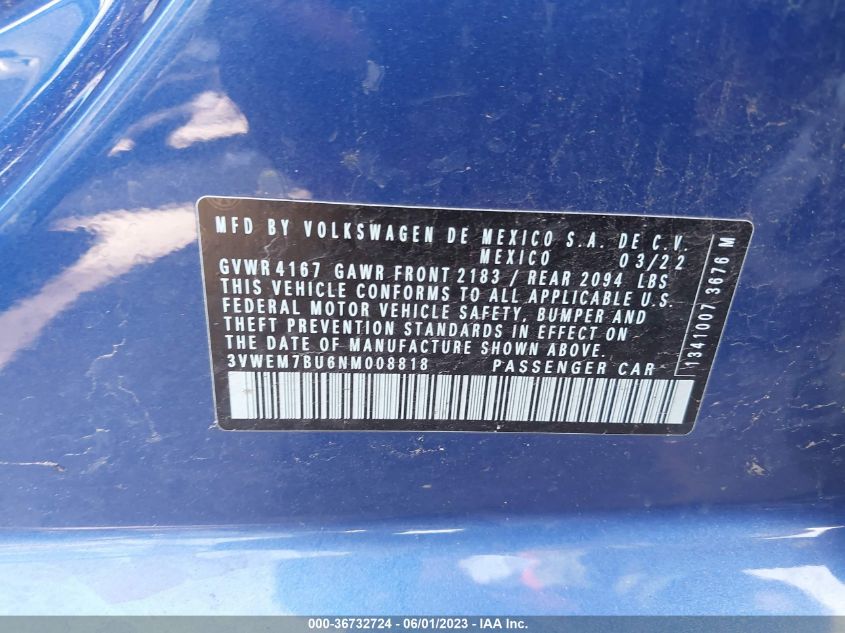 MFD BY VOLKSWAGEN DE MEXICO S.A. DE C.V.
MEXICO 03/22
GVWR 4167 GAWR FRONT 2183 / REAR 2094 LBS
THIS VEHICLE CONFORMS TO ALL APPLICABLE U.S.
FEDERAL MOTOR VEHICLE SAFETY, BUMPER AND
THEFT PREVENTION STANDARDS IN EFFECT ON
THE DATE OF MANUFACTURE SHOWN ABOVE.
3VWEM7BU6NM008818 PASSENGER CAR
1341007 3676 M
000-36732724 - 06/01/2023 - IAAI.com